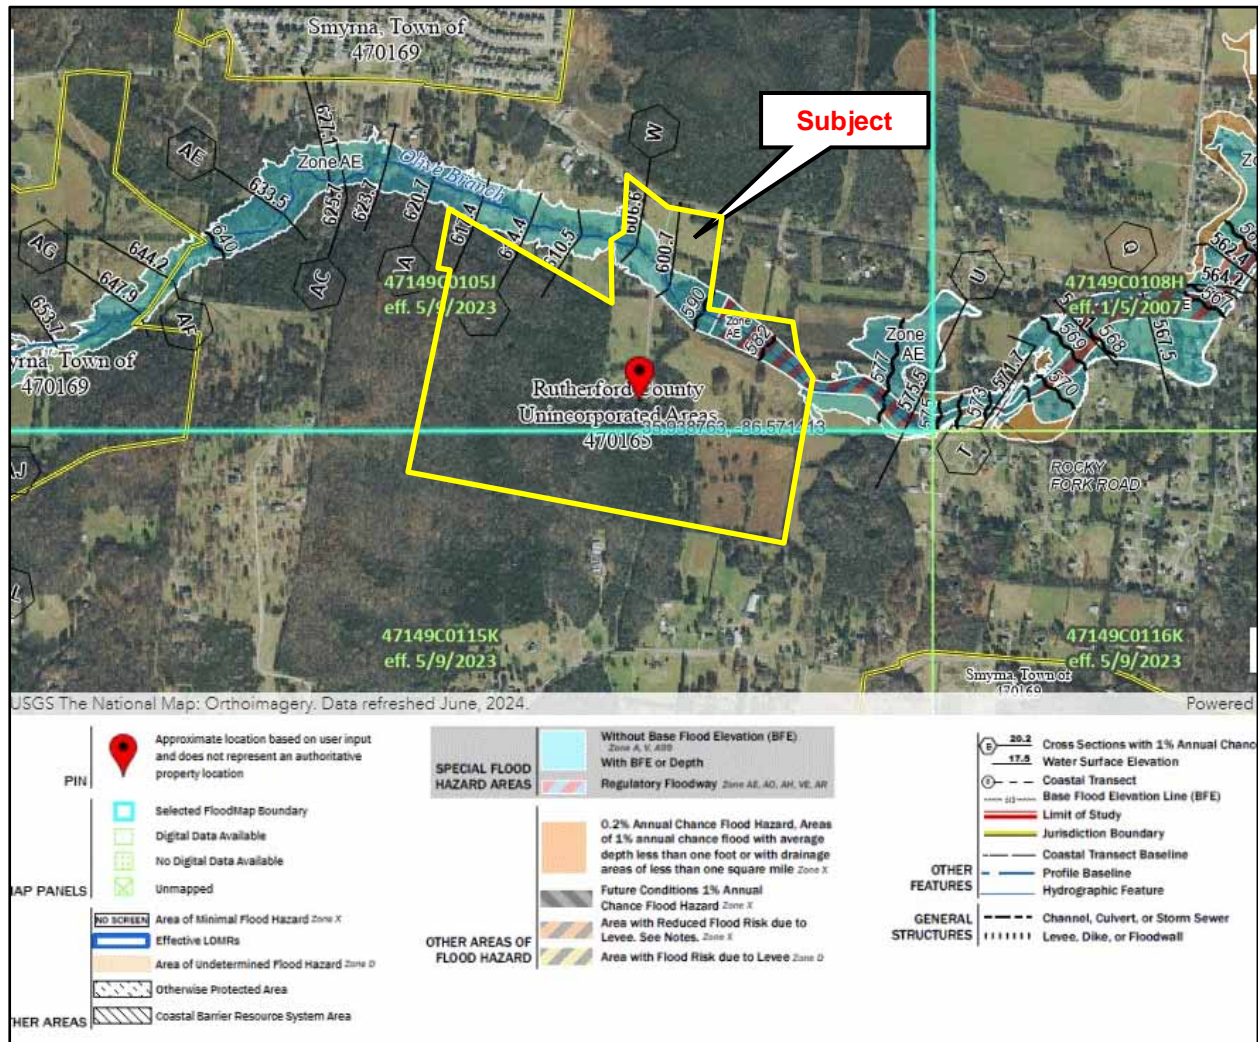 Smyrna, Town of
470169
Subject
W
AE
Zone AE
Olive Branch
627.1
633.5
625.7
623.7
620.7
606.6
600.7
610.5
AG
644.2
640
647.9
653.7
AF
AC
A
47149C0105J
eff. 5/9/2023
590
Zone
AE
582
U
Q
47149C0108H
eff. 1/5/2007
562.4
564.2
567.5
568
569
570
571.7
573
575
575.5
577
Zone
AE
T
yrna, Town of
470169
Rutherford County
Unincorporated Areas
470165
35.938763, -86.571413
ROCKY
FORK ROAD
47149C0115K
eff. 5/9/2023
47149C0116K
eff. 5/9/2023
Smyrna, Town of
470169
USGS The National Map: Orthoimagery. Data refreshed June, 2024.
Powered
PIN
Approximate location based on user input
and does not represent an authoritative
property location
AP PANELS
Selected FloodMap Boundary
Digital Data Available
No Digital Data Available
Unmapped
HER AREAS
NO SCREEN Area of Minimal Flood Hazard Zone X
Effective LOMRs
Area of Undetermined Flood Hazard Zone D
Otherwise Protected Area
Coastal Barrier Resource System Area
SPECIAL FLOOD
HAZARD AREAS
Without Base Flood Elevation (BFE)
Zone A, V, A99
With BFE or Depth
Regulatory Floodway Zone AE, AO, AH, VE, AR
OTHER AREAS OF
FLOOD HAZARD
0.2% Annual Chance Flood Hazard, Areas
of 1% annual chance flood with average
depth less than one foot or with drainage
areas of less than one square mile Zone X
Future Conditions 1% Annual
Chance Flood Hazard Zone X
Area with Reduced Flood Risk due to
Levee. See Notes. Zone X
Area with Flood Risk due to Levee Zone D
OTHER
FEATURES
20.2 Cross Sections with 1% Annual Chanc
17.5 Water Surface Elevation
Coastal Transect
Base Flood Elevation Line (BFE)
Limit of Study
Jurisdiction Boundary
Coastal Transect Baseline
Profile Baseline
Hydrographic Feature
GENERAL
STRUCTURES
Channel, Culvert, or Storm Sewer
Levee, Dike, or Floodwall